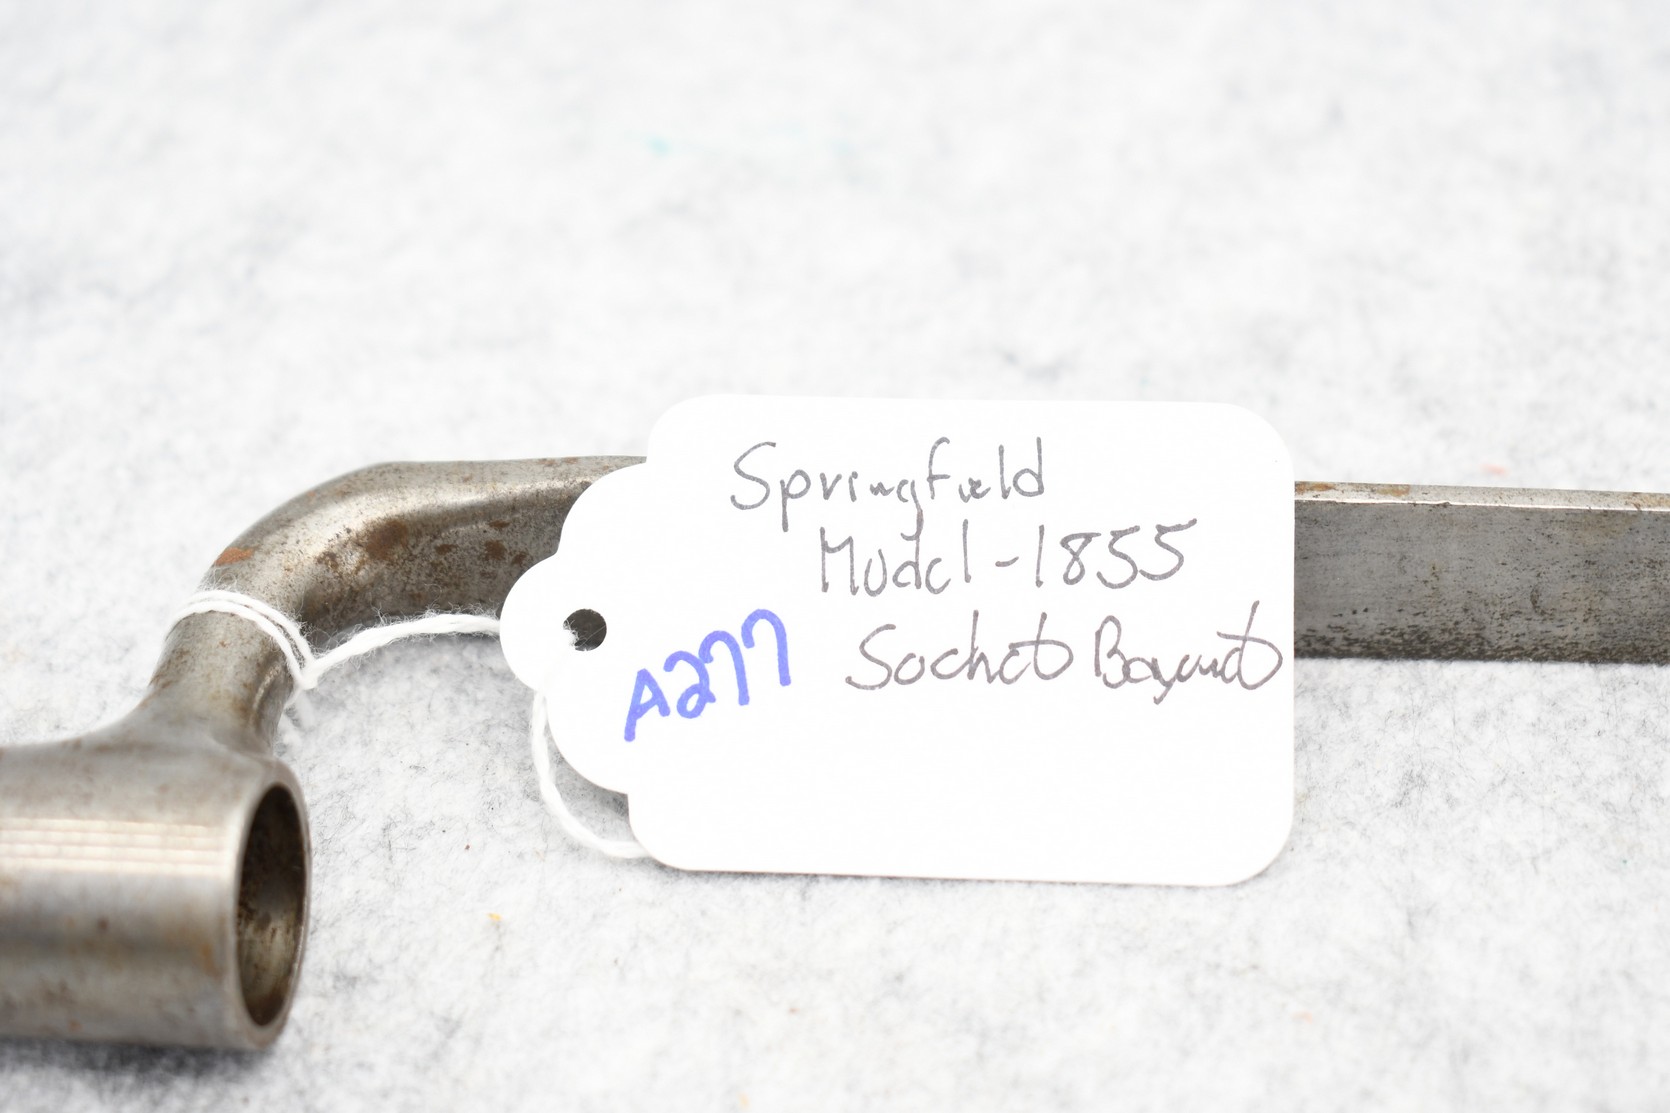 Springfield
Model-1855
Socket Bayonet
A277